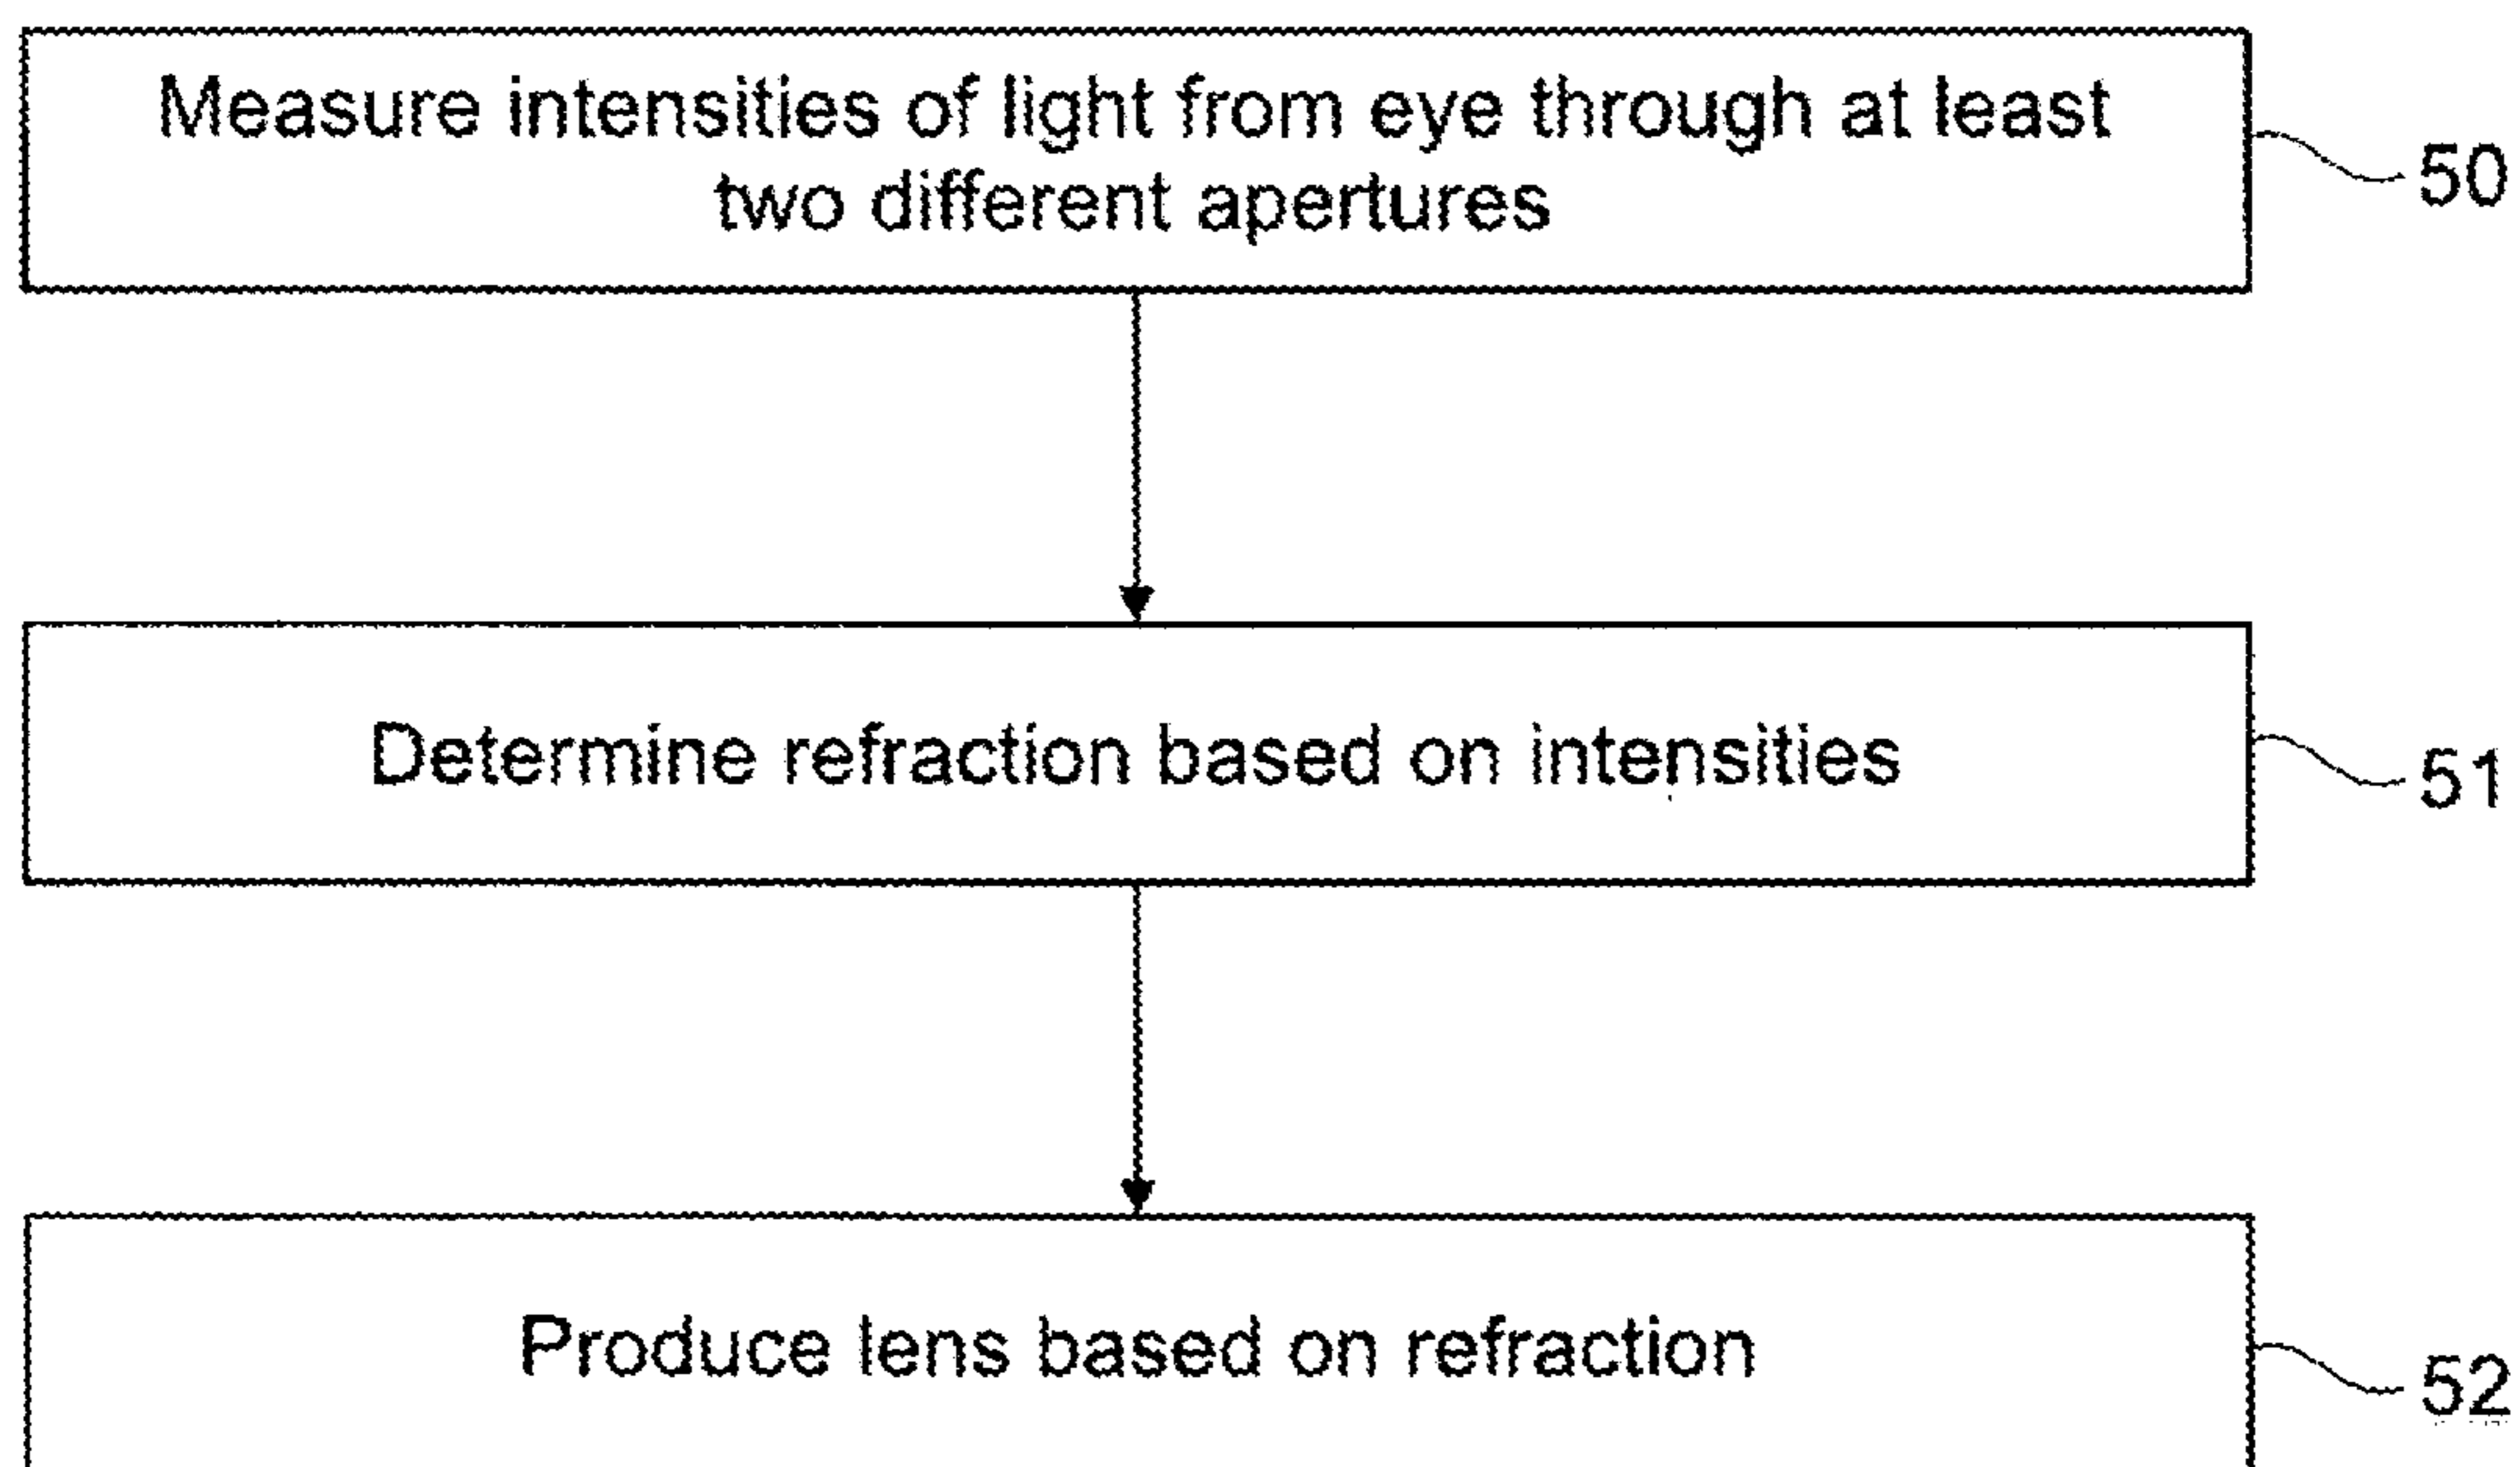 Measure intensities of light from eye through at least
two different apertures
50
Determine refraction based on intensities
51
Produce lens based on refraction
52